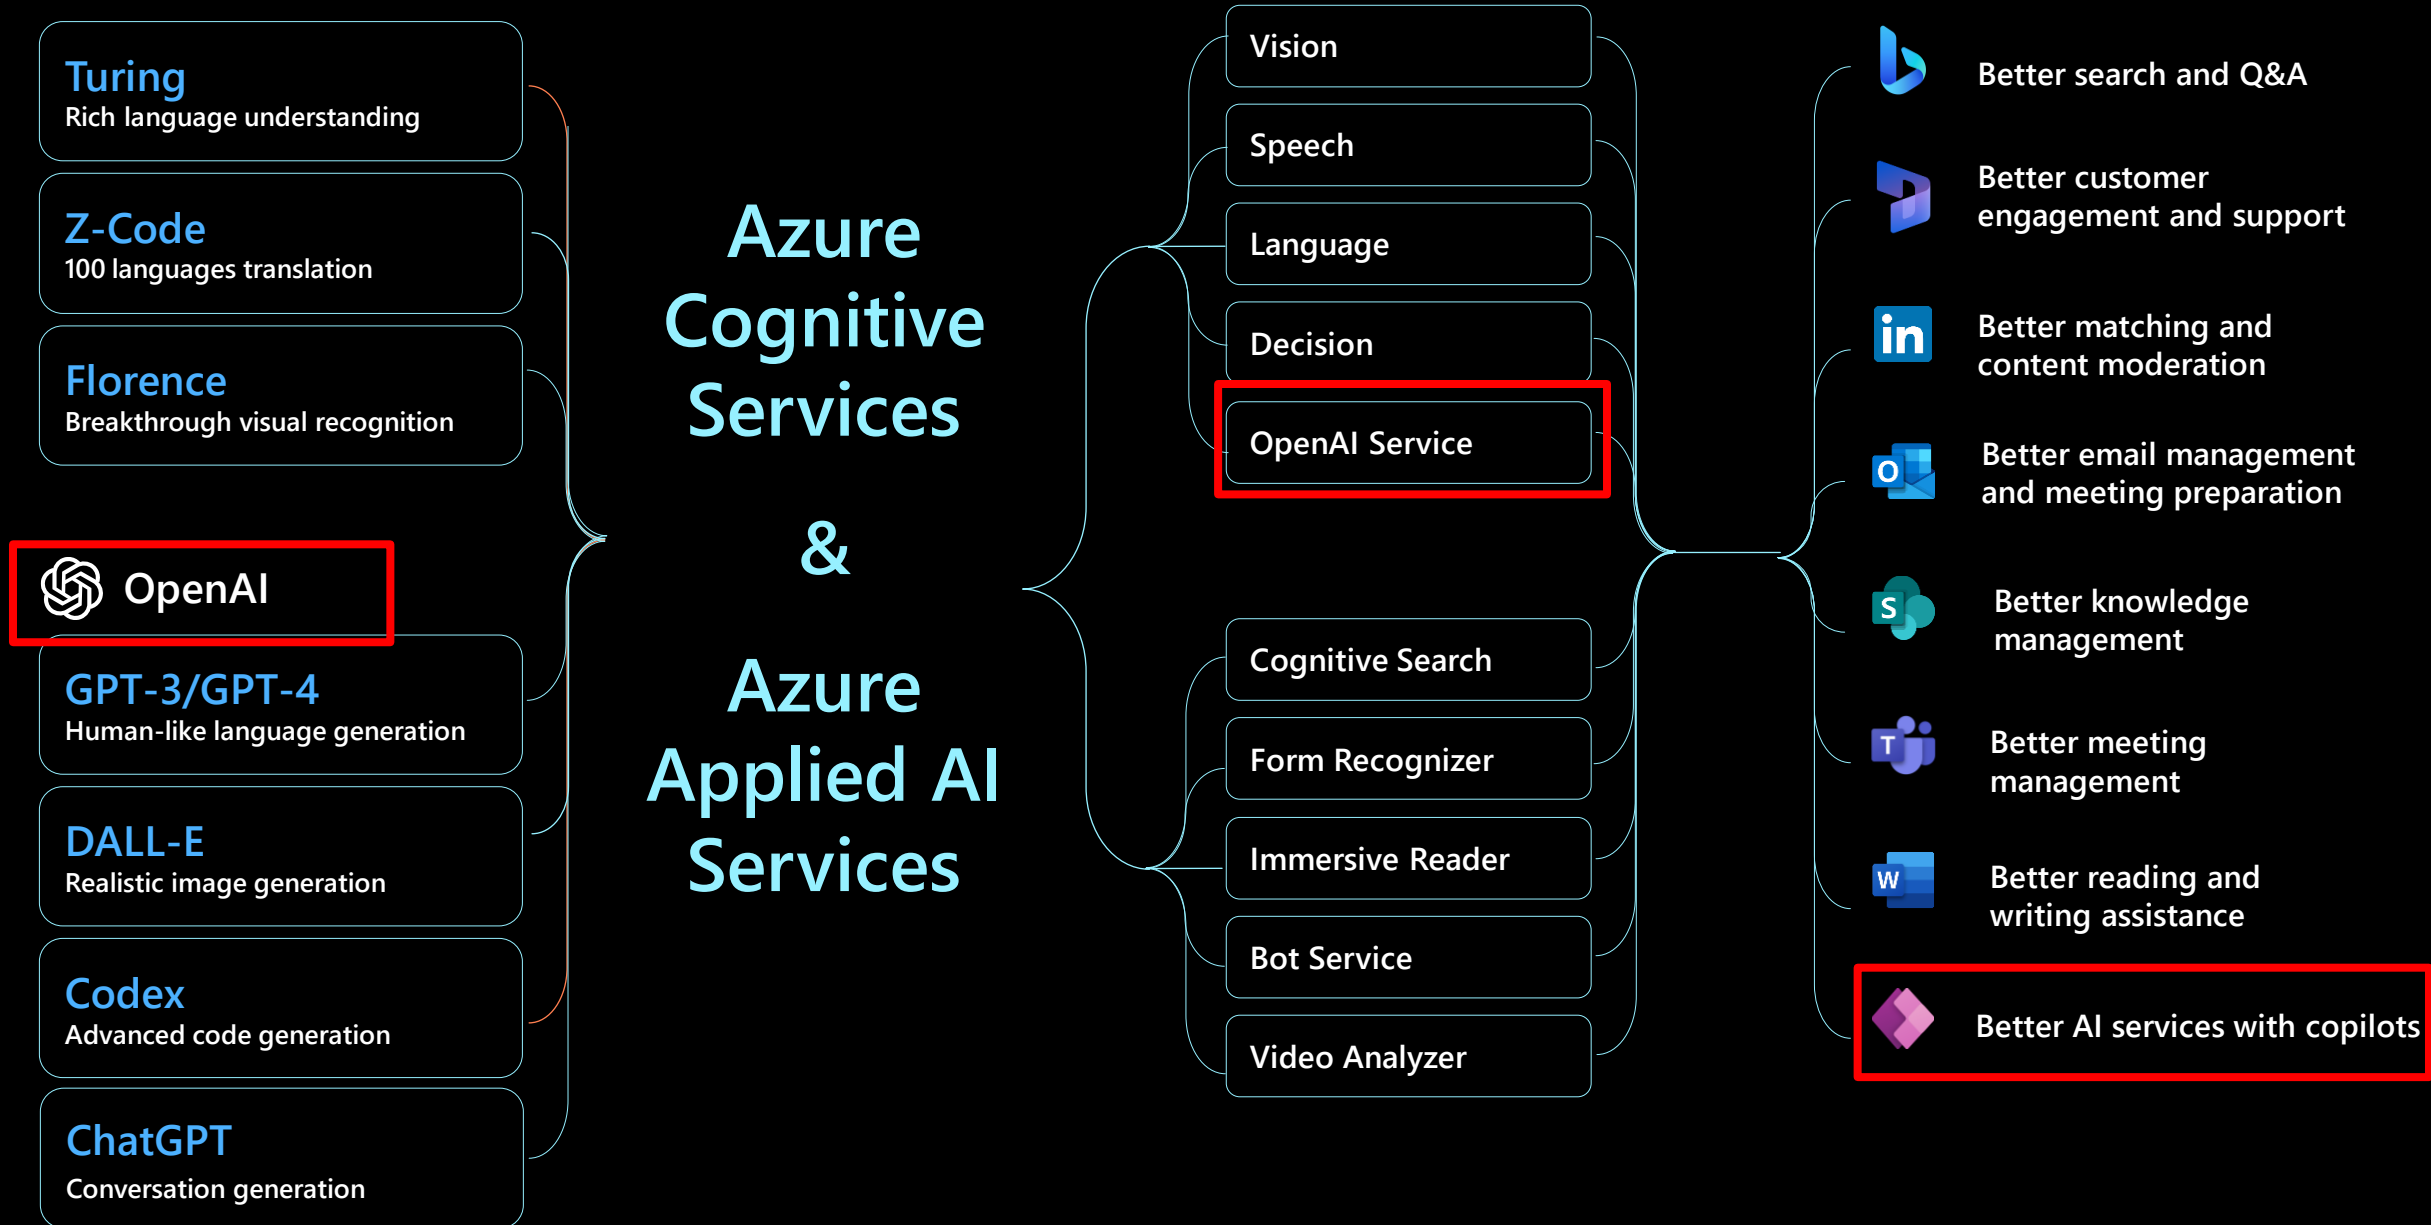 Turing
Rich language understanding
Z-Code
100 languages translation
Florence
Breakthrough visual recognition
OpenAI
GPT-3/GPT-4
Human-like language generation
DALL-E
Realistic image generation
Codex
Advanced code generation
ChatGPT
Conversation generation
Azure
Cognitive
Services
&
Azure
Applied AI
Services
Vision
Speech
Language
Decision
OpenAI Service
Cognitive Search
Form Recognizer
Immersive Reader
Bot Service
Video Analyzer
Better search and Q&A
Better customer
engagement and support
in
Better matching and
content moderation
O
Better email management
and meeting preparation
S
Better knowledge
management
T
Better meeting
management
W
Better reading and
writing assistance
Better AI services with copilots